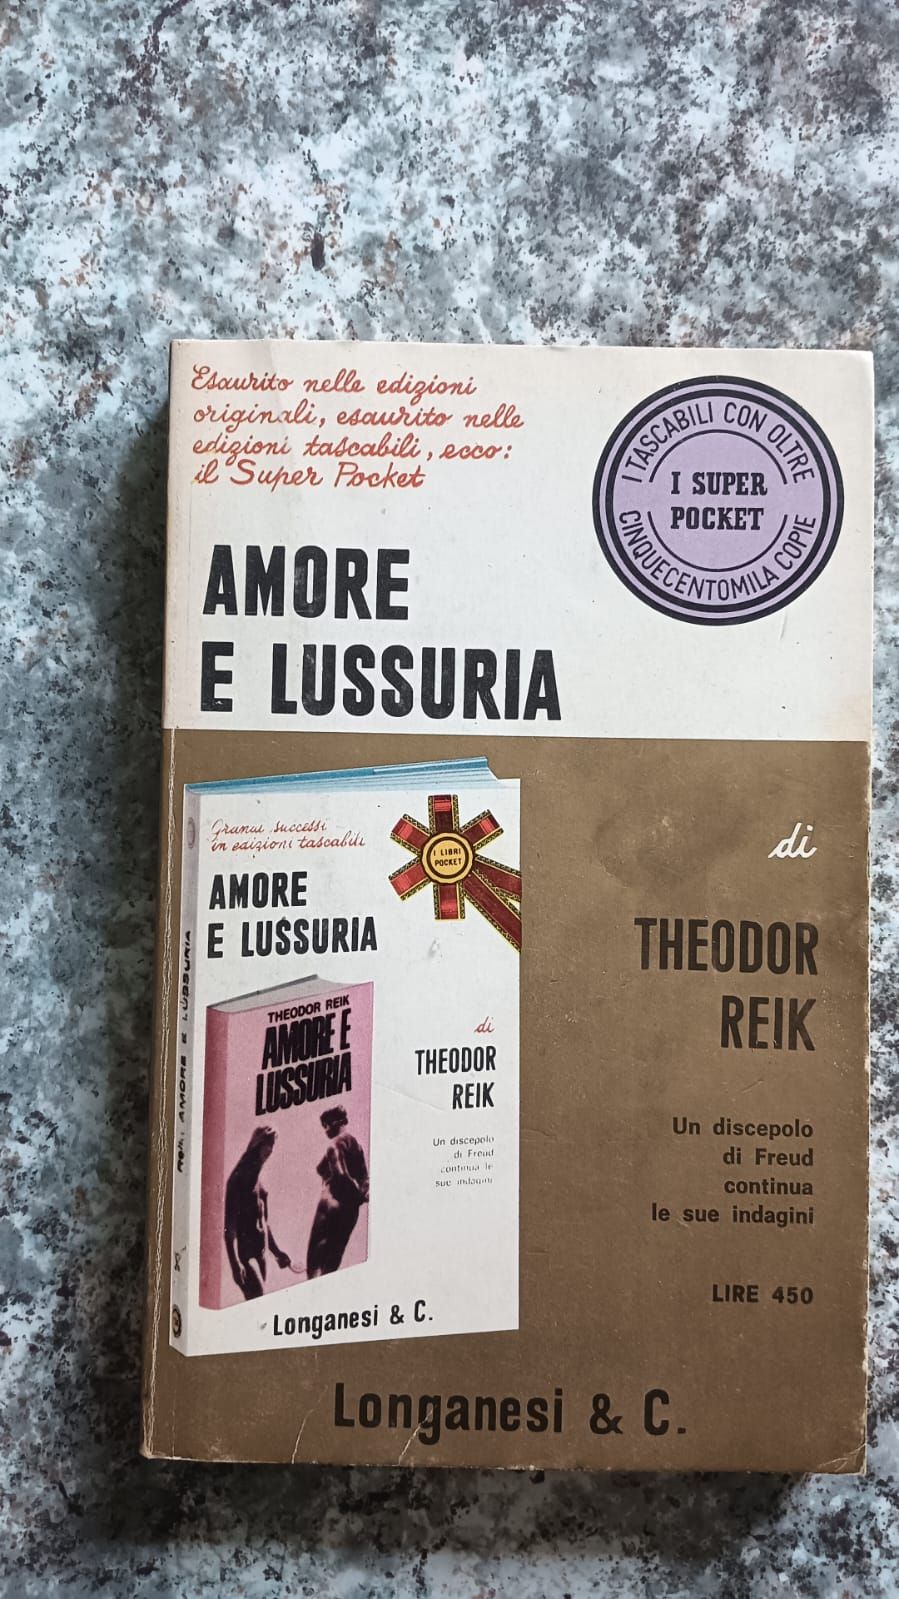 Esaurito nelle edizioni
originali, esaurito nelle
edizioni tascabili, ecco:
il Super Pocket
I TASCABILI CON OLTRE
I SUPER
POCKET
CINQUECENTOMILA COPIE
AMORE
E LUSSURIA
Grandi successi
in edizioni tascabili
I LIBRI
POCKET
AMORE
E LUSSURIA
THEODOR REIK
AMORE E
LUSSURIA
di
THEODOR
REIK
Un discepolo
di Freud
continua le
sue indagini
Longanesi & C.
REIK: AMORE E LUSSURIA
di
THEODOR
REIK
Un discepolo
di Freud
continua
le sue indagini
LIRE 450
Longanesi & C.